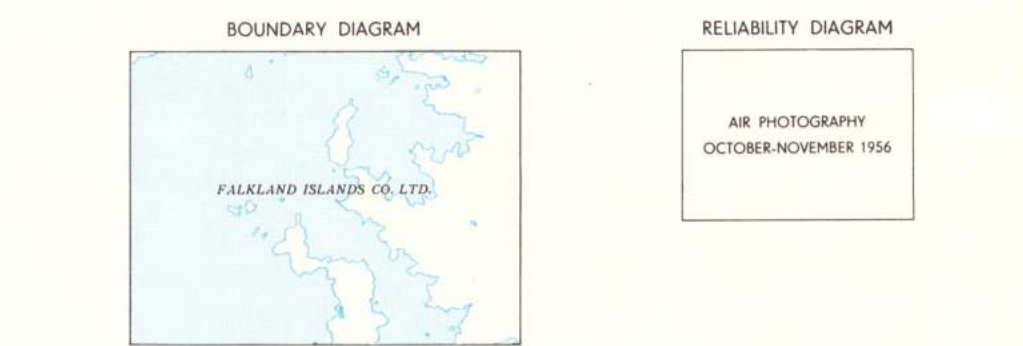 BOUNDARY DIAGRAM
FALKLAND ISLANDS CO. LTD.
RELIABILITY DIAGRAM
AIR PHOTOGRAPHY
OCTOBER-NOVEMBER 1956